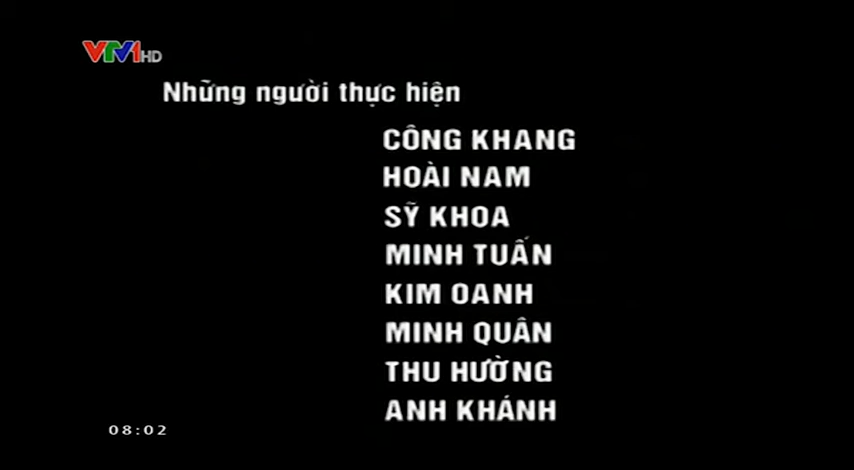 VTV1HD
Những người thực hiện
CÔNG KHANG
HOÀI NAM
SỸ KHOA
MINH TUẤN
KIM OANH
MINH QUÂN
THU HƯỜNG
ANH KHÁNH
08:02